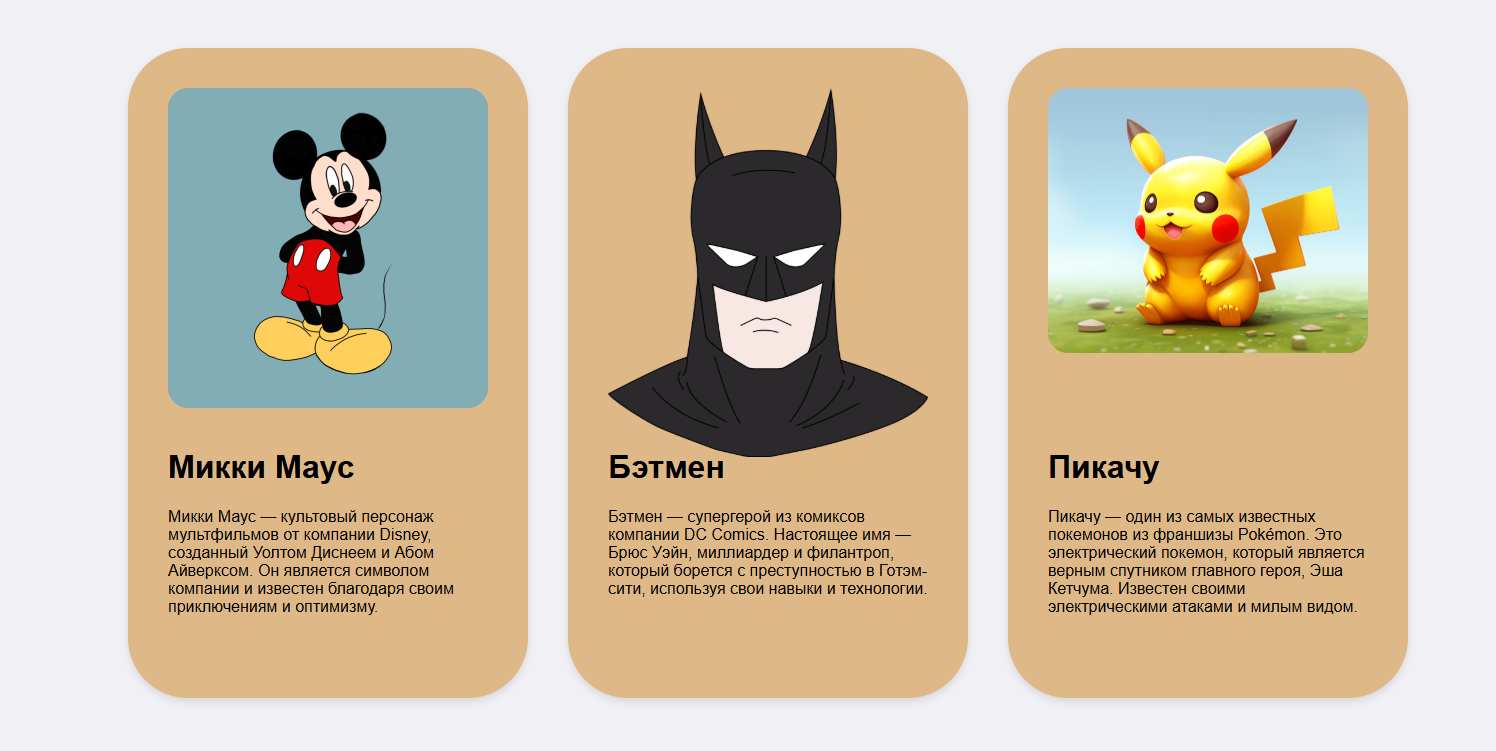 Микки Маус
Микки Маус — культовый персонаж
мультфильмов от компании Disney,
созданный Уолтом Диснеем и Абом
Айверксом. Он является символом
компании и известен благодаря своим
приключениям и оптимизму.
Бэтмен
Бэтмен — супергерой из комиксов
компании DC Comics. Настоящее имя —
Брюс Уэйн, миллиардер и филантроп,
который борется с преступностью в Готэм-
сити, используя свои навыки и технологии.
Пикачу
Пикачу — один из самых известных
покемонов из франшизы Pokémon. Это
электрический покемон, который является
верным спутником главного героя, Эша
Кетчума. Известен своими
электрическими атаками и милым видом.